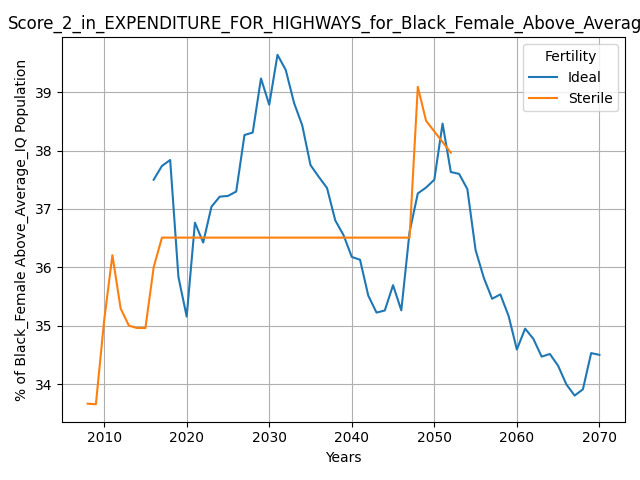 Score_2_in_EXPENDITURE_FOR_HIGHWAYS_for_Black_Female_Above_Averag
% of Black_Female Above_Average_IQ Population
39
38
37
36
35
34
Fertility
Ideal
Sterile
2010 2020 2030 2040 2050 2060 2070
Years